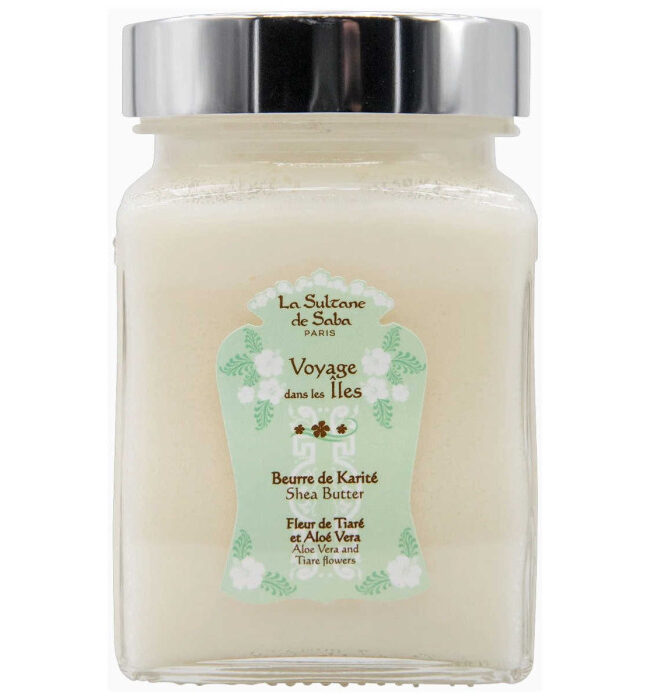 La Sultane
de Saba
PARIS
Voyage
dans les Îles
Beurre de Karité
Shea Butter
Fleur de Tiaré
et Aloé Vera
Aloe Vera and
Tiare flowers